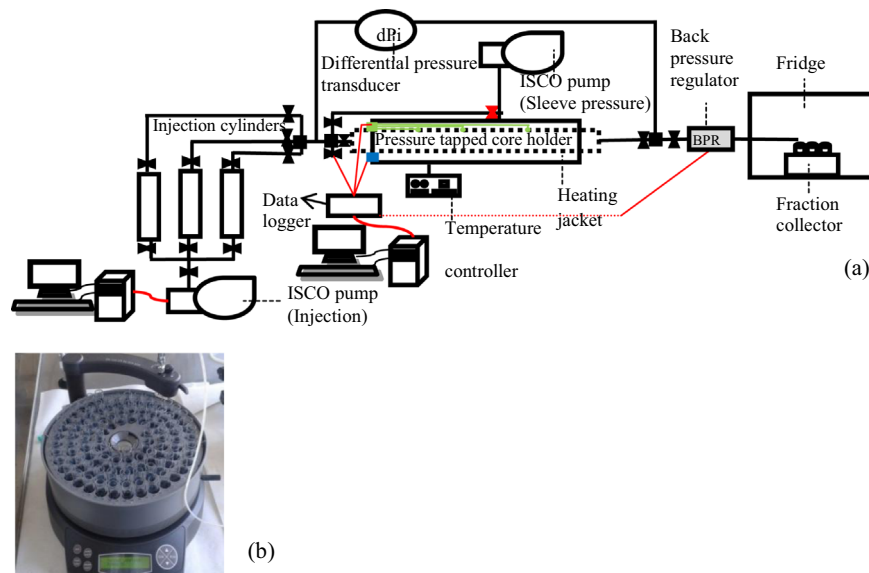 dPi
Differential pressure
transducer
ISCO pump
(Sleeve pressure)
Back
pressure
regulator
Fridge
Injection cylinders
Pressure tapped core holder
BPR
Data
logger
Temperature
controller
Heating
jacket
Fraction
collector
(a)
ISCO pump
(Injection)
(b)